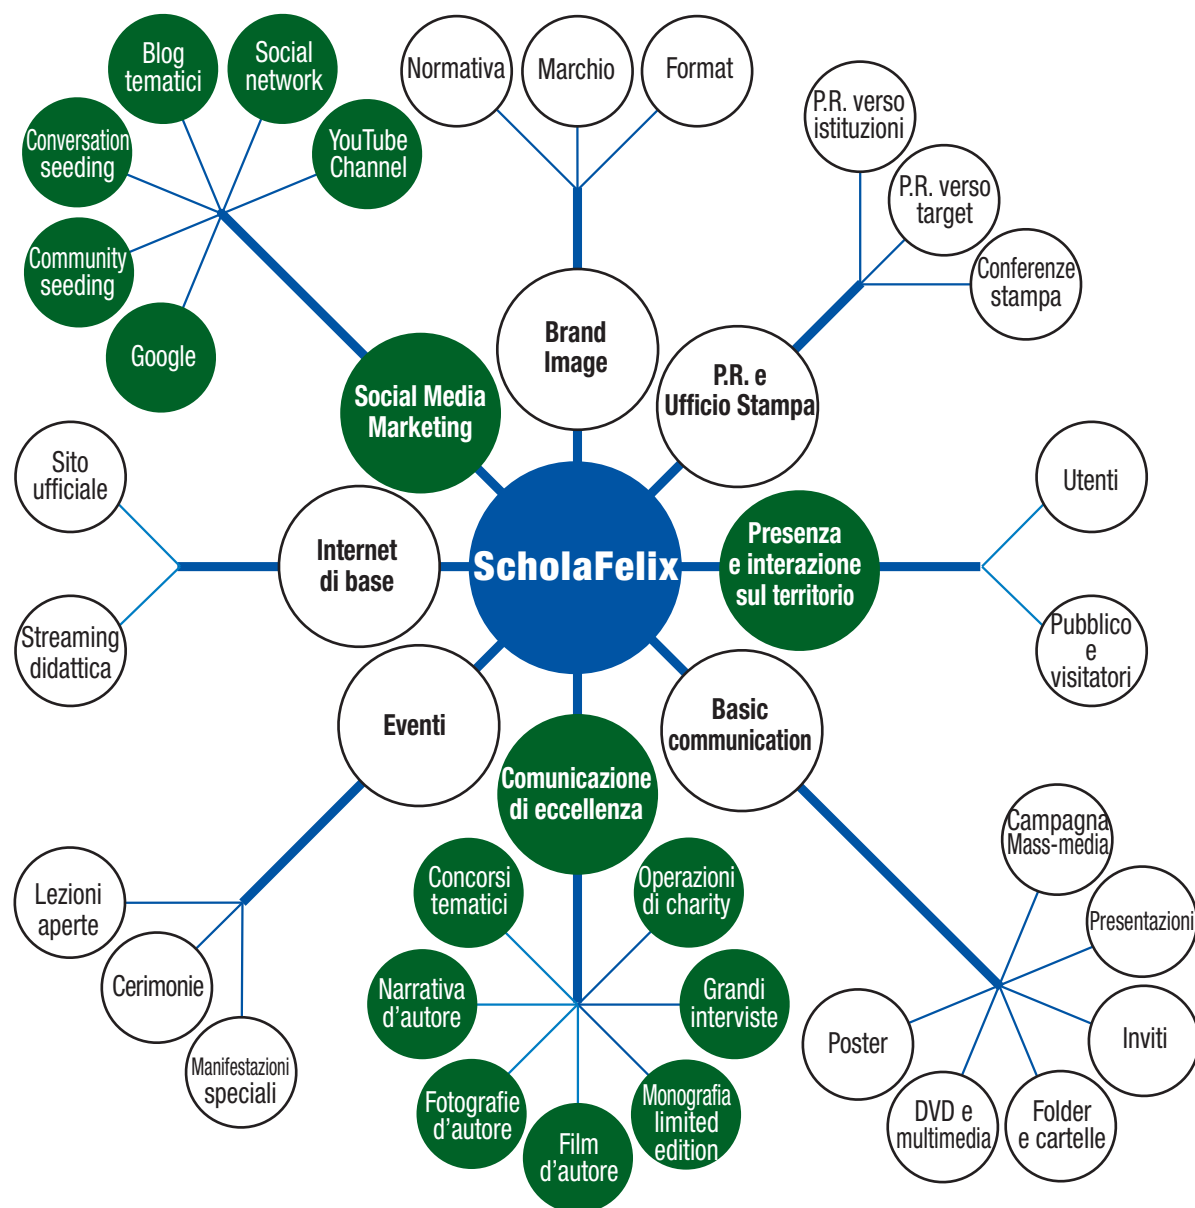 Blog
tematici
Social
network
Conversation
seeding
YouTube
Channel
Community
seeding
Google
Social Media
Marketing
Normativa
Marchio
Format
Brand
Image
P.R. verso
istituzioni
P.R. verso
target
Conferenze
stampa
P.R. e
Ufficio Stampa
Sito
ufficiale
Streaming
didattica
Internet
di base
ScholaFelix
Presenza
e interazione
sul territorio
Utenti
Pubblico
e
visitatori
Eventi
Lezioni
aperte
Cerimonie
Manifestazioni
speciali
Comunicazione
di eccellenza
Concorsi
tematici
Operazioni
di charity
Narrativa
d'autore
Grandi
interviste
Fotografie
d'autore
Film
d'autore
Monografia
limited
edition
Basic
communication
Campagna
Mass-media
Presentazioni
Poster
Inviti
DVD e
multimedia
Folder
e cartelle